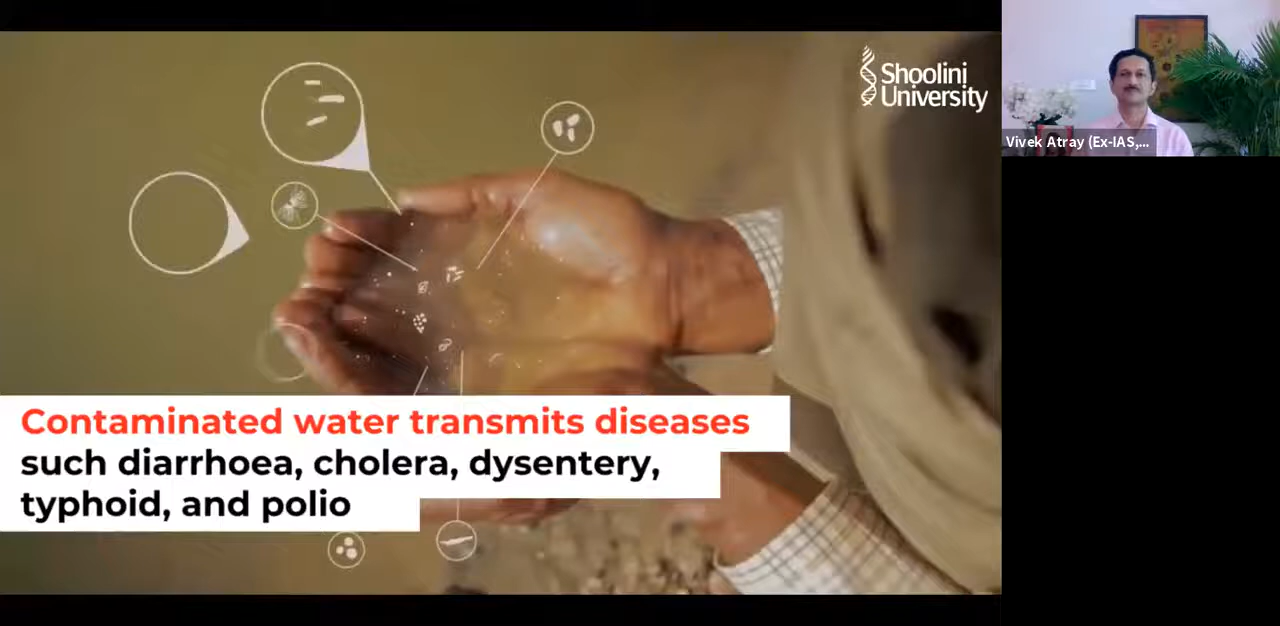 Shoolini
University
Vivek Atray (Ex-IAS,...
Contaminated water transmits diseases
such diarrhoea, cholera, dysentery,
typhoid, and polio